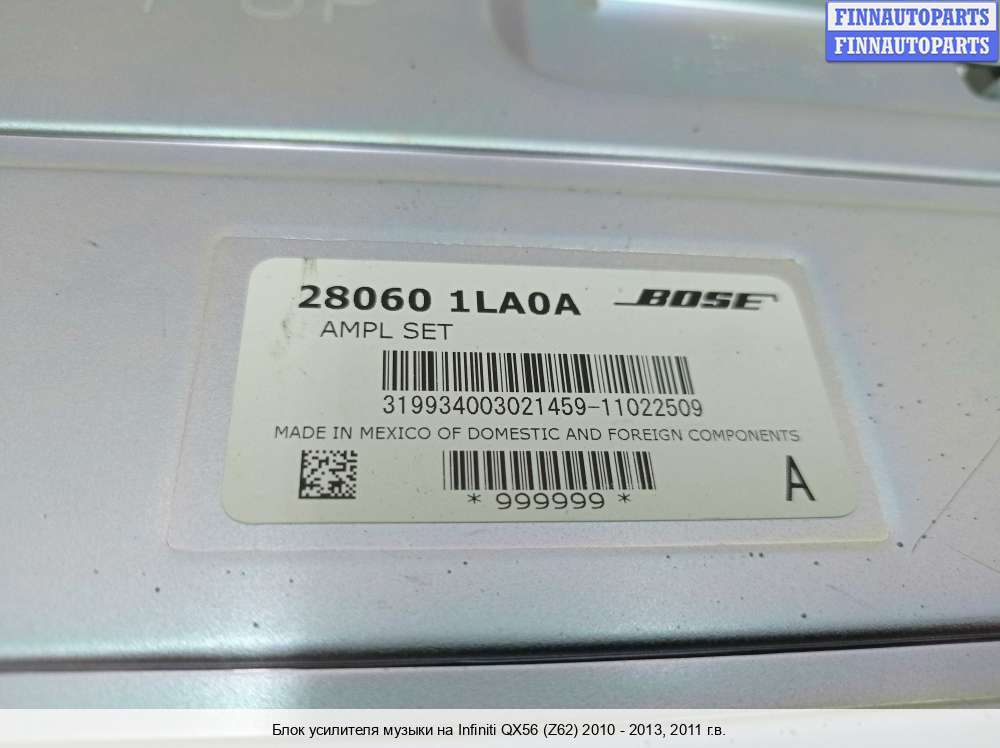 FINNAUTOPARTS
FINNAUTOPARTS
28060 1LA0A BOSE
AMPL SET
319934003021459-11022509
MADE IN MEXICO OF DOMESTIC AND FOREIGN COMPONENTS
* 999999 * A
Блок усилителя музыки на Infiniti QX56 (Z62) 2010 - 2013, 2011 г.в.